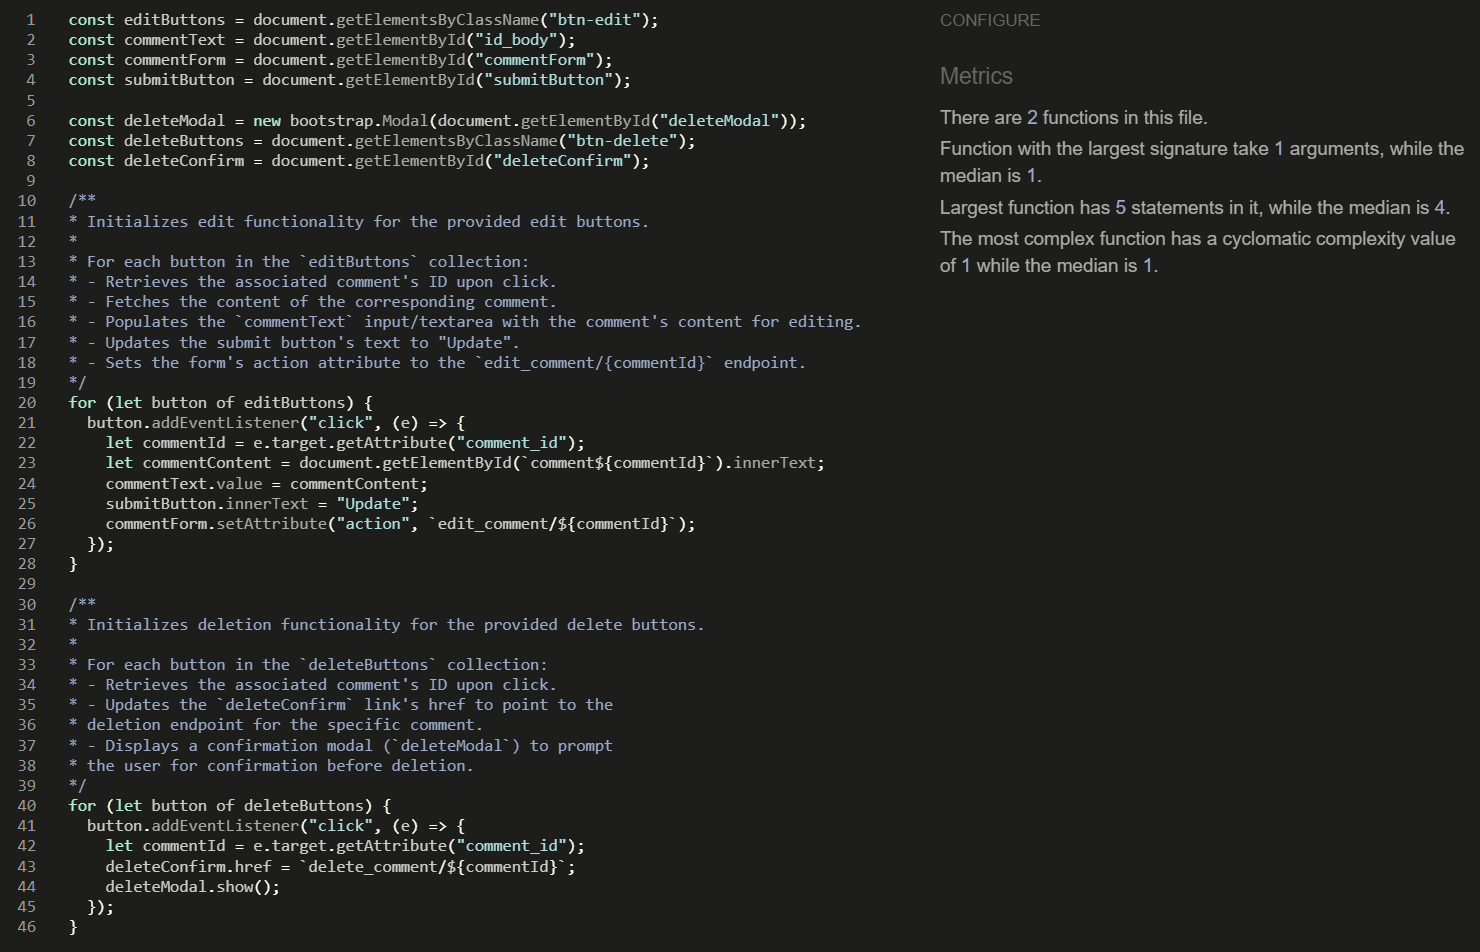 1 const editButtons = document.getElementsByClassName("btn-edit");
2 const commentText = document.getElementById("id_body");
3 const commentForm = document.getElementById("commentForm");
4 const submitButton = document.getElementById("submitButton");
5
6 const deleteModal = new bootstrap.Modal(document.getElementById("deleteModal"));
7 const deleteButtons = document.getElementsByClassName("btn-delete");
8 const deleteConfirm = document.getElementById("deleteConfirm");
9
10 /**
11 * Initializes edit functionality for the provided edit buttons.
12 *
13 * For each button in the `editButtons` collection:
14 * - Retrieves the associated comment's ID upon click.
15 * - Fetches the content of the corresponding comment.
16 * - Populates the `commentText` input/textarea with the comment's content for editing.
17 * - Updates the submit button's text to "Update".
18 * - Sets the form's action attribute to the `edit_comment/{commentId}` endpoint.
19 */
20 for (let button of editButtons) {
21   button.addEventListener("click", (e) => {
22     let commentId = e.target.getAttribute("comment_id");
23     let commentContent = document.getElementById(`comment${commentId}`).innerText;
24     commentText.value = commentContent;
25     submitButton.innerText = "Update";
26     commentForm.setAttribute("action", `edit_comment/${commentId}`);
27   });
28 }
29
30 /**
31 * Initializes deletion functionality for the provided delete buttons.
32 *
33 * For each button in the `deleteButtons` collection:
34 * - Retrieves the associated comment's ID upon click.
35 * - Updates the `deleteConfirm` link's href to point to the
36 * deletion endpoint for the specific comment.
37 * - Displays a confirmation modal (`deleteModal`) to prompt
38 * the user for confirmation before deletion.
39 */
40 for (let button of deleteButtons) {
41   button.addEventListener("click", (e) => {
42     let commentId = e.target.getAttribute("comment_id");
43     deleteConfirm.href = `delete_comment/${commentId}`;
44     deleteModal.show();
45   });
46 }
CONFIGURE
Metrics
There are 2 functions in this file.
Function with the largest signature take 1 arguments, while the
median is 1.
Largest function has 5 statements in it, while the median is 4.
The most complex function has a cyclomatic complexity value
of 1 while the median is 1.